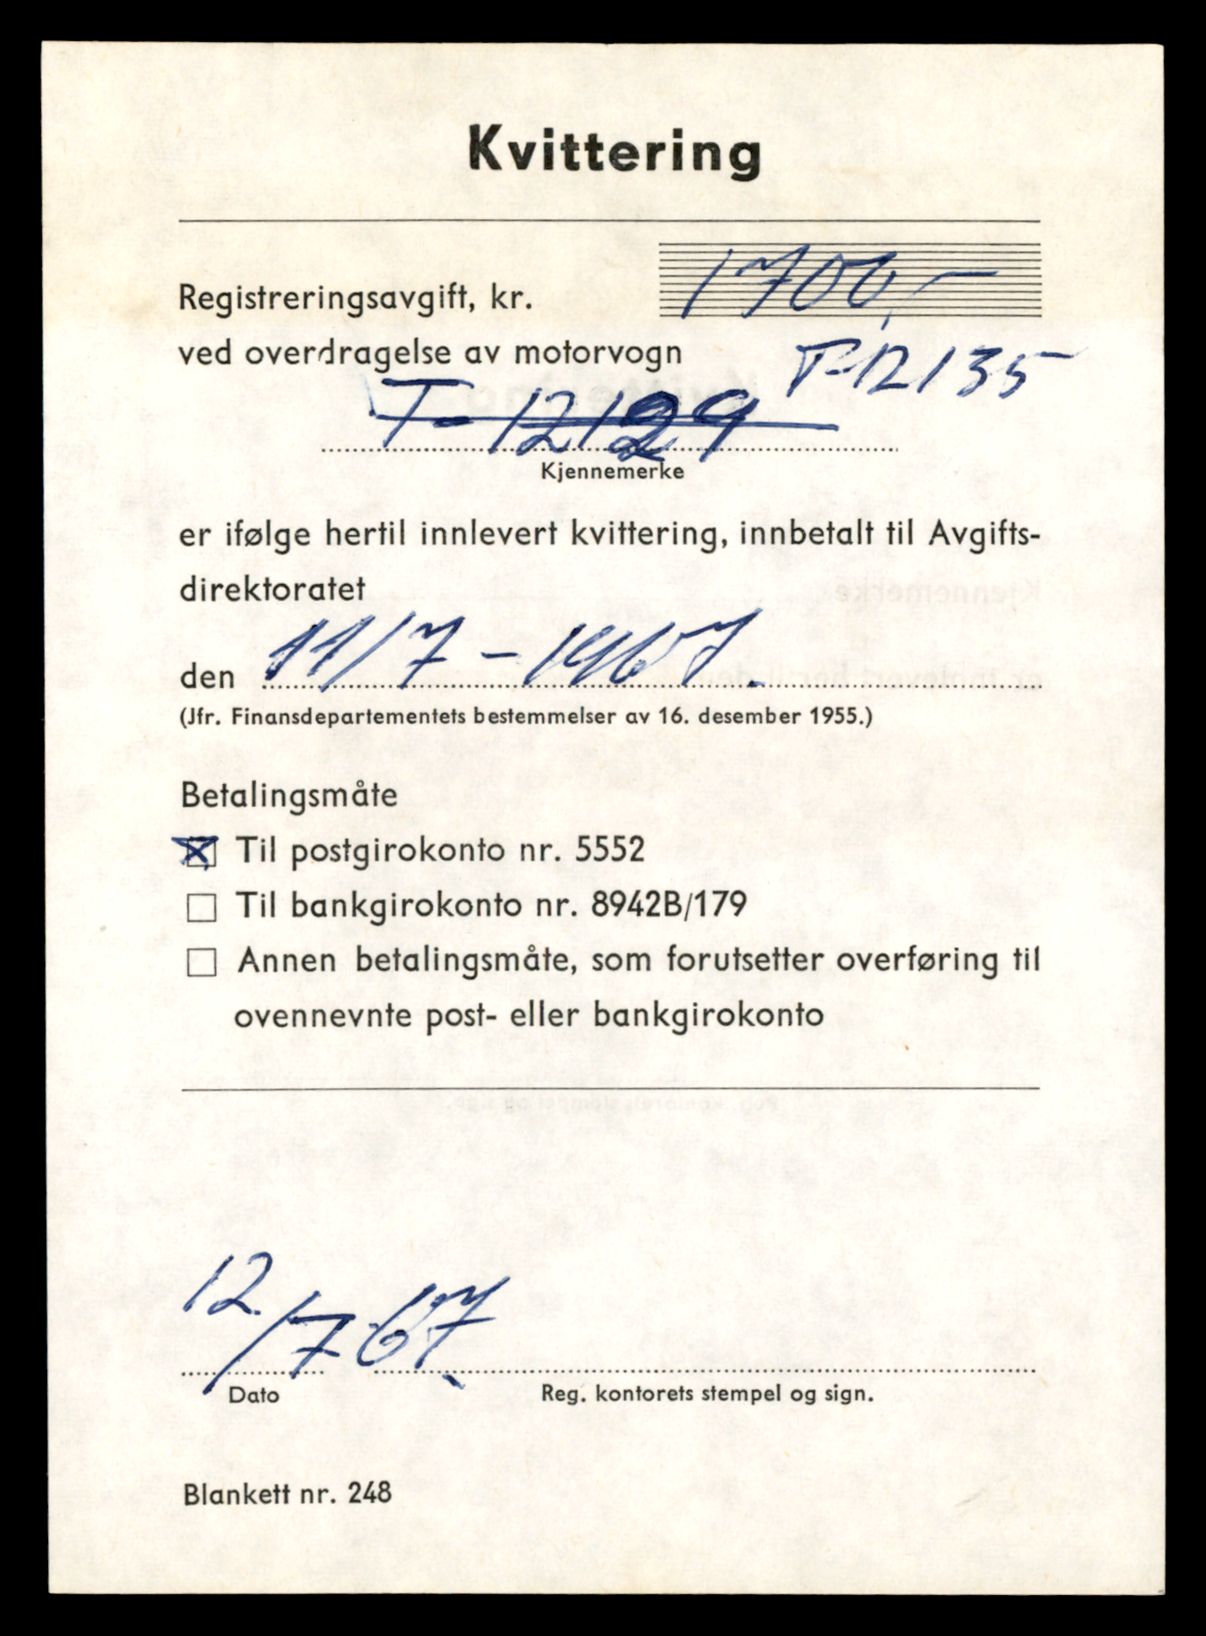 Kvittering
Registreringsavgift, kr. 1700,-
ved overdragelse av motorvogn T-12135
T-12129
Kjennemerke
er ifølge hertil innlevert kvittering, innbetalt til Avgifts-
direktoratet
den 11/7-1967.
(Jfr. Finansdepartementets bestemmelser av 16. desember 1955.)
Betalingsmåte
Til postgirokonto nr. 5552
Til bankgirokonto nr. 8942B/179
Annen betalingsmåte, som forutsetter overføring til
ovennevnte post- eller bankgirokonto
12/7-67.
Dato Reg. kontorets stempel og sign.
Blankett nr. 248